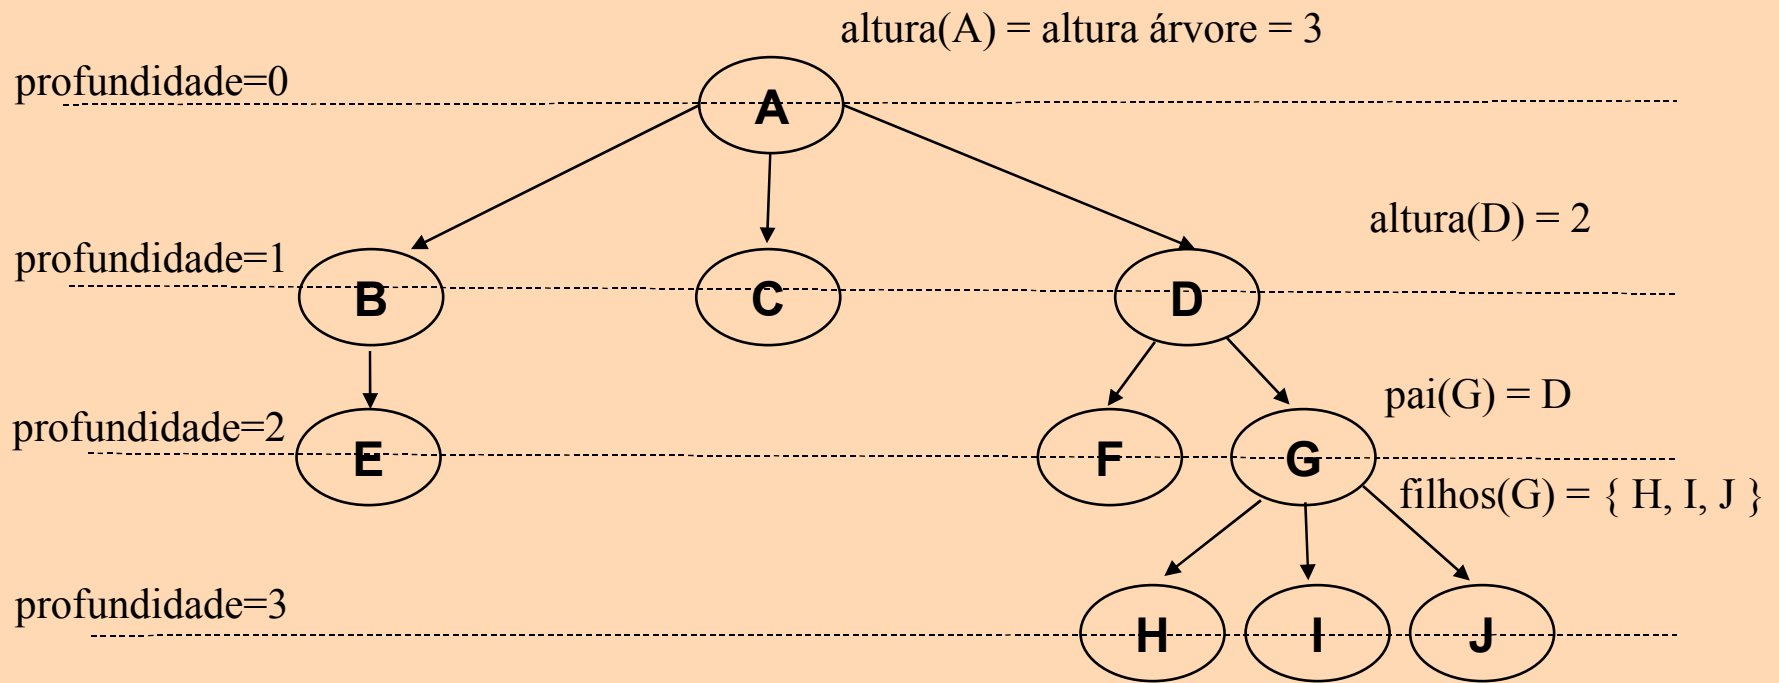 altura(A) = altura árvore = 3
profundidade=0
A
altura(D) = 2
profundidade=1
B
C
D
pai(G) = D
profundidade=2
E
F
G
filhos(G) = { H, I, J }
profundidade=3
H
I
J